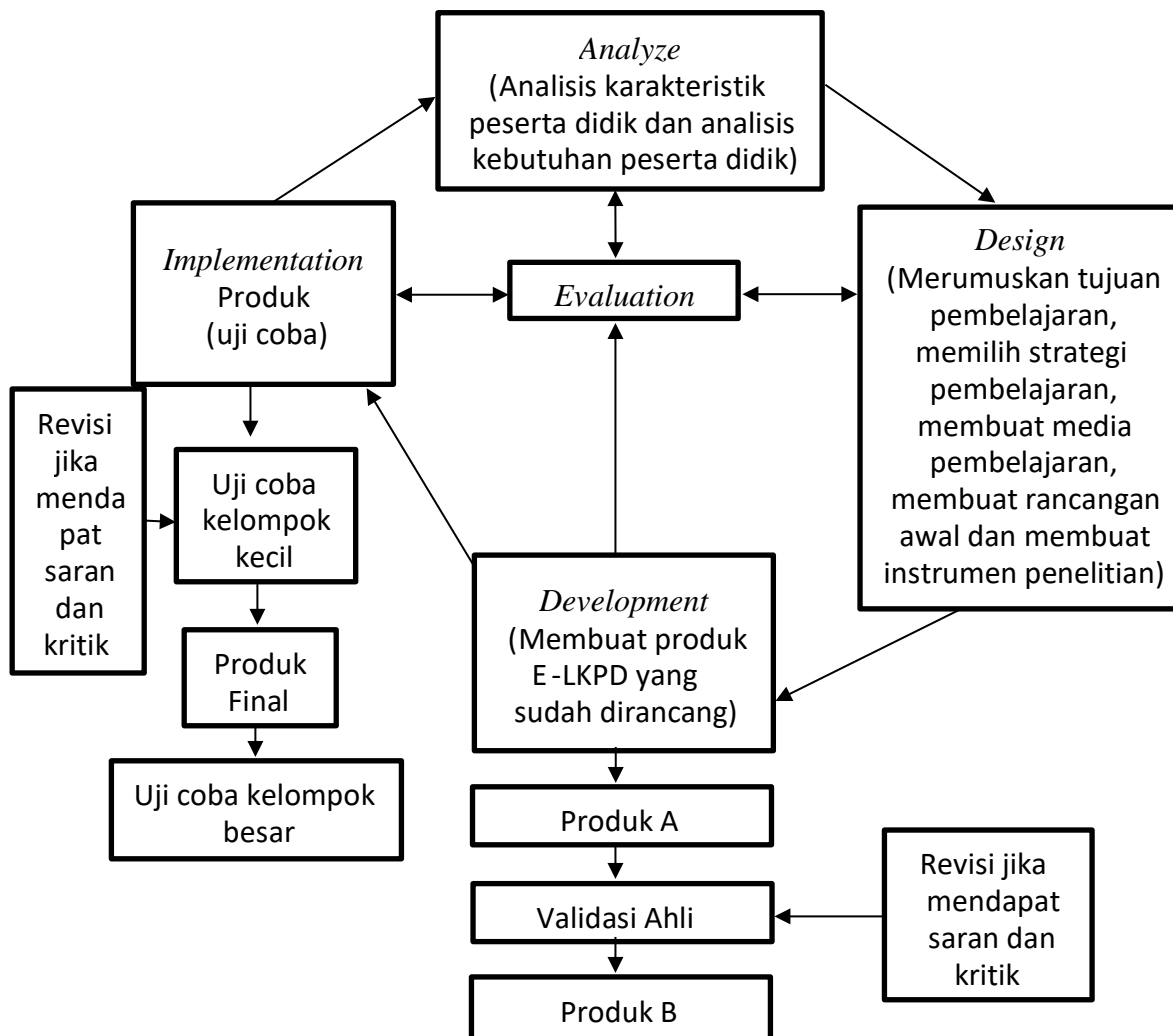 Analyze
(Analisis karakteristik
peserta didik dan analisis
kebutuhan peserta didik)
Implementation
Produk
(uji coba)
Evaluation
Design
(Merumuskan tujuan
pembelajaran,
memilih strategi
pembelajaran,
membuat media
pembelajaran,
membuat rancangan
awal dan membuat
instrumen penelitian)
Revisi
jika
menda
pat
saran
dan
kritik
Uji coba
kelompok
kecil
Produk
Final
Uji coba kelompok
besar
Development
(Membuat produk
E-LKPD yang
sudah dirancang)
Produk A
Validasi Ahli
Produk B
Revisi jika
mendapat
saran dan
kritik